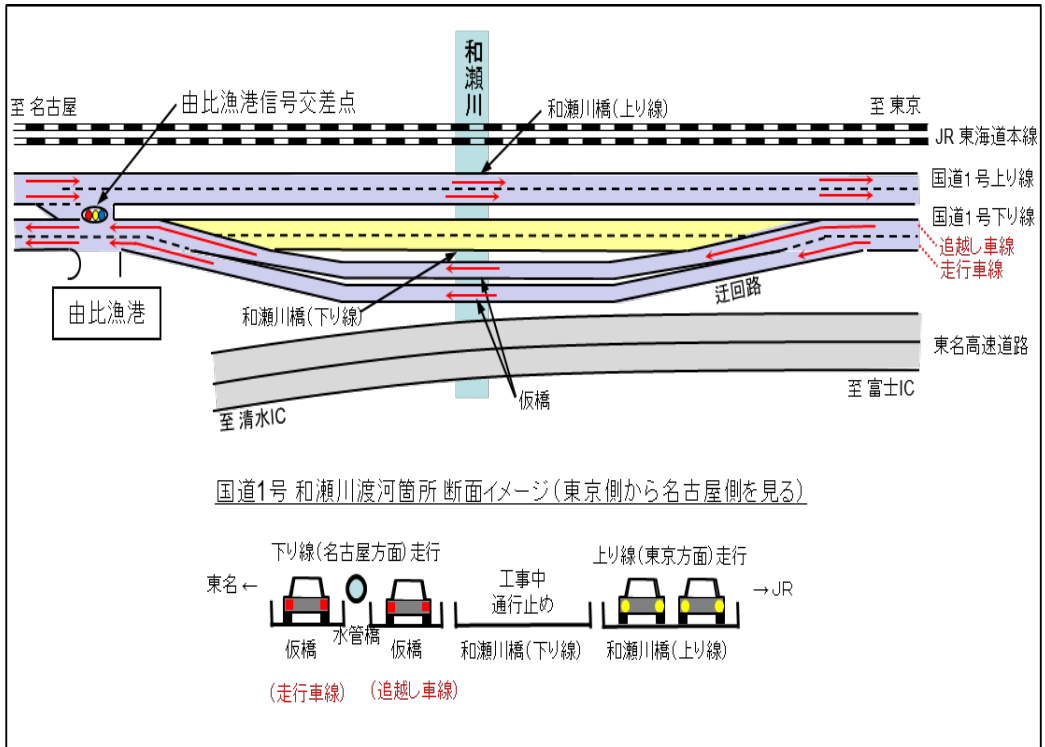 和瀬川
至 名古屋
由比漁港信号交差点
和瀬川橋(上り線)
至 東京
JR 東海道本線
国道1号上り線
国道1号下り線
追越し車線
走行車線
迂回路
由比漁港
和瀬川橋(下り線)
東名高速道路
仮橋
至 富士IC
至 清水IC
国道1号 和瀬川渡河箇所 断面イメージ(東京側から名古屋側を見る)
下り線(名古屋方面)走行
上り線(東京方面)走行
東名 ←
工事中
通行止め
→ JR
水管橋
仮橋
仮橋
和瀬川橋(下り線)
和瀬川橋(上り線)
(走行車線)
(追越し車線)